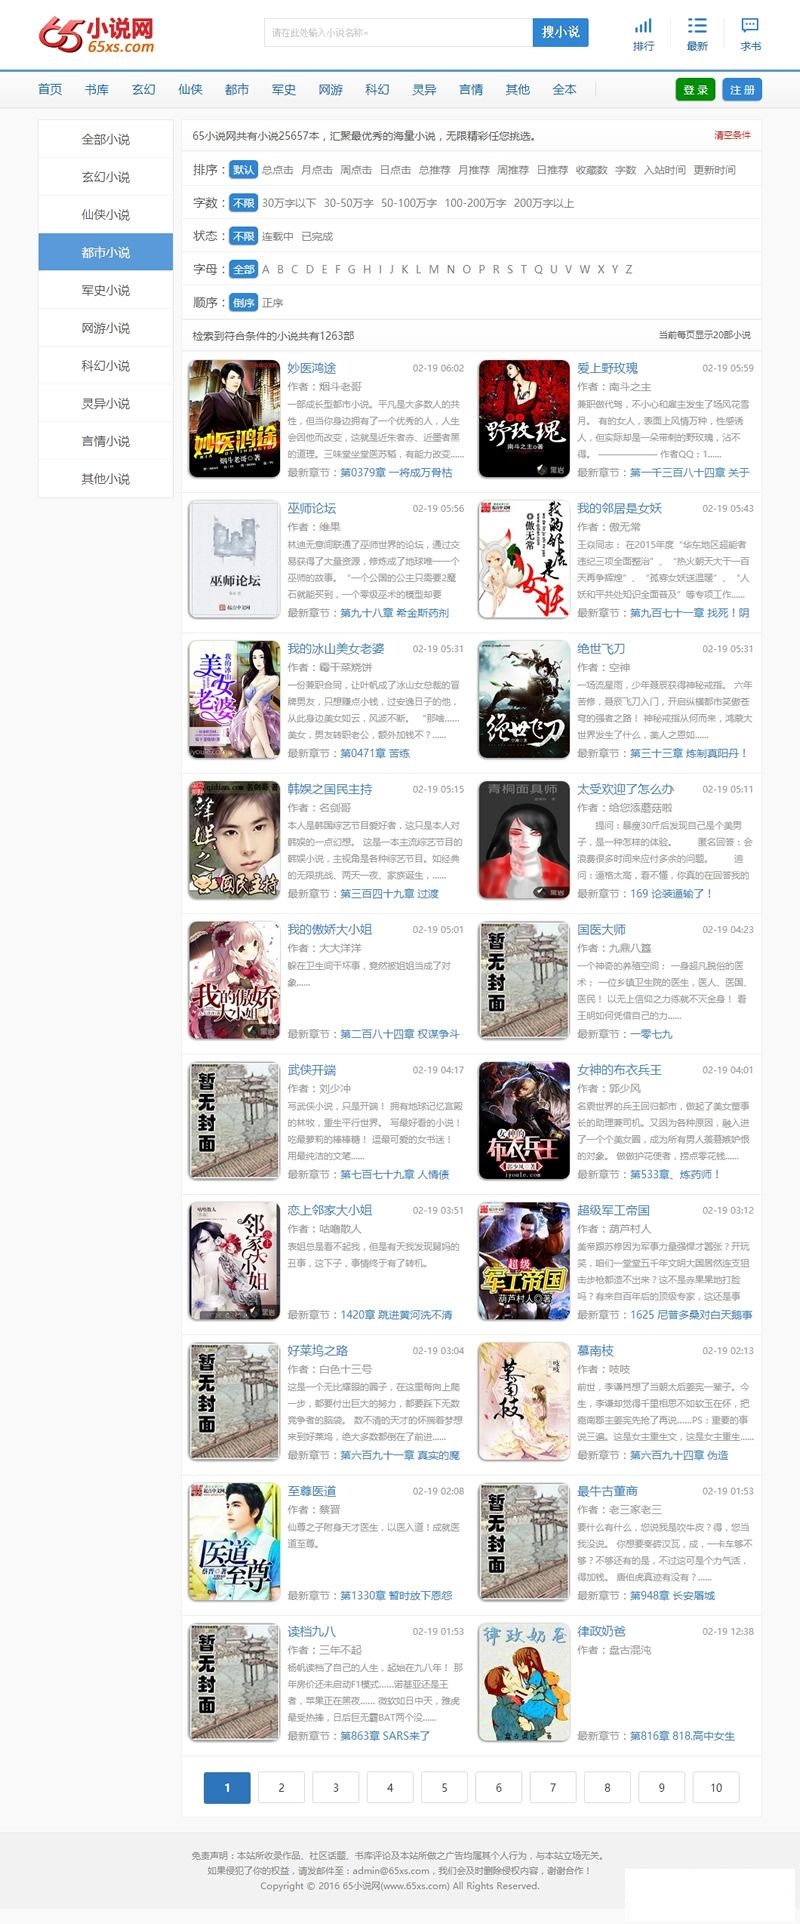 65小说网
65xs.com
请在此处输入小说名称~
搜小说
排行
最新
求书
首页 书库 玄幻 仙侠 都市 军史 网游 科幻 灵异 言情 其他 全本
登录 注册
全部小说
玄幻小说
仙侠小说
都市小说
军史小说
网游小说
科幻小说
灵异小说
言情小说
其他小说
65小说网共有小说25657本，汇聚最优秀的海量小说，无限精彩任您挑选。 清空条件
排序：默认 总点击 月点击 周点击 日点击 总推荐 月推荐 周推荐 日推荐 收藏数 字数 入站时间 更新时间
字数：不限 30万字以下 30-50万字 50-100万字 100-200万字 200万字以上
状态：不限 连载中 已完成
字母：全部 A B C D E F G H I J K L M N O P R S T Q U V W X Y Z
顺序：倒序 正序
检索到符合条件的小说共有1263部 当前每页显示20部小说
妙医鸿途 02-19 06:02
作者：烟斗老哥
一部成长型都市小说。平凡是大多数人的共
性，但当你身边拥有了一个优秀的人，人生
会因他而改变，这就是近朱者赤、近墨者黑
的道理。三味堂坐堂医苏韬，有能力改变......
最新章节：第0379章 一将成万骨枯
爱上野玫瑰 02-19 05:59
作者：南斗之主
兼职做代驾，不小心和雇主发生了场风花雪
月。 有的女人，表面上风情万种，性感诱
人，但实际却是一朵带刺的野玫瑰，沾不
得。 ———————— 作者QQ：1......
最新章节：第一千三百八十四章 关于
巫师论坛 02-19 05:56
作者：维果
林迪无意间联通了巫师世界的论坛，通过交
易获得了大量资源，修炼成了地球唯一一个
巫师的故事。 “一个公国的公主只需要2魔
石就能买到，一个零级巫术的模型却要
最新章节：第九十八章 希金斯药剂
我的邻居是女妖 02-19 05:43
作者：傲无常
王焱同志： 在2015年度“华东地区超能者
违纪三项全面整治”、“热火朝天大干一百
天再争辉煌”、“孤寡女妖送温暖”、“人
妖和平共处知识全面普及”等专项工作......
最新章节：第九百七十一章 找死！阴
我的冰山美女老婆 02-19 05:31
作者：霉干菜烧饼
一份兼职合同，让叶帆成了冰山女总裁的冒
牌男友，只想赚点小钱，过安逸日子的他，
从此身边美女如云，风波不断。 “那啥......
美女，男友转职老公，额外加钱不？......
最新章节：第0471章 苦练
绝世飞刀 02-19 05:31
作者：空神
一场流星雨，少年聂辰获得神秘戒指。 六年
苦修，聂辰飞刀入门，开启纵横都市笑傲苍
穹的强者之路！ 神秘戒指从何而来，鸿蒙大
世界发生了什么，美人之恩如......
最新章节：第三十三章 炼制真阳丹！
韩娱之国民主持 02-19 05:15
作者：名剑哥
本人是韩国综艺节目爱好者，这只是本人对
韩娱的一点幻想。 这是一本主流综艺节目的
韩娱小说，主视角是各种综艺节目。如经典
的无限挑战、两天一夜、家族诞生，......
最新章节：第三百四十九章 过渡
太受欢迎了怎么办 02-19 05:11
作者：给您添蘑菇啦
提问：暴瘦30斤后发现自己是个美男
子，是一种怎样的体验。 匿名回答：会
浪费很多时间来应付多余的问题。 追
问：逼格太高，看不懂，你真的在回答我的
最新章节：169 论装逼输了！
我的傲娇大小姐 02-19 05:01
作者：大大洋洋
躲在卫生间干坏事，竟然被姐姐当成了对
象......
最新章节：第二百八十四章 权谋争斗
国医大师 02-19 04:23
作者：九鼎八簋
一个神奇的养殖空间； 一身超凡脱俗的医
术； 一位乡镇卫生院的医生，医人、医国、
医民！ 以无上信仰之力练就不灭金身！ 看
王明如何凭借自己的力......
最新章节：一零七九
武侠开端 02-19 04:17
作者：刘少冲
写武侠小说，只是开端！ 拥有地球记忆宫殿
的林牧，重生平行世界。 写最好看的小说！
吃最萝莉的棒棒糖！ 逗最可爱的女书迷！
用最纯洁的文笔......
最新章节：第七百七十九章 人情债
女神的布衣兵王 02-19 04:01
作者：郭少风
名震世界的兵王回归都市，做起了美女董事
长的助理兼司机。又因为各种原因，融入进
了一个个美女圈，成为所有男人羡慕嫉妒恨
的对象。 做做护花使者，捞点零花钱......
最新章节：第533章、炼药师！
恋上邻家大小姐 02-19 03:51
作者：咕噜散人
表姐总是看不起我，但是有天我发现舅妈的
丑事，这下子，事情终于有了转机。
最新章节：1420章 跳进黄河洗不清
超级军工帝国 02-19 03:12
作者：葫芦村人
美帝跟苏修因为军事力量强悍才嚣张？开玩
笑，咱们一堂堂五千年文明大国居然连支狙
击步枪都造不出来？这不是赤果果地打脸
吗？有来自百年后的顶级专家，这还是事
最新章节：1625 尼普多桑对白天鹅事
好莱坞之路 02-19 03:04
作者：白色十三号
这是一个无比耀眼的圈子，在这里每向上爬
一步，都要付出巨大的努力，都要踩下无数
竞争者的脑袋。 数不清的天才的怀揣着梦想
来到好莱坞，绝大多数都倒在了前进......
最新章节：第六百九十一章 真实的魔
慕南枝 02-19 02:13
作者：吱吱
前世，李谦肖想了当朝太后姜宪一辈子。今
生，李谦却觉得千里相思不如软玉在怀，把
嘉南郡主姜宪先抢了再说......PS：重要的事
说三遍。这是女主重生文，这是女主重生......
最新章节：第六百九十四章 伪造
至尊医道 02-19 02:08
作者：蔡晋
仙尊之子附身天才医生，以医入道！成就医
道至尊。
最新章节：第1330章 暂时放下恩怨
最牛古董商 02-19 01:53
作者：老三家老三
要什么有什么，您说我是吹牛皮？得，您当
我没说。 你想要秦砖汉瓦，成，一卡车够不
够？不够还有的是，不过这可是个力气活，
得加钱。 唐伯虎真迹有没有？......
最新章节：第948章 长安屠城
读档九八 02-19 01:53
作者：三年不起
杨帆读档了自己的人生，起始在九八年！ 那
年房价还未启动F1模式......诺基亚还是王
者，苹果正在黑夜...... 微软如日中天，雅虎
最受热捧，日后巨无霸BAT两个没......
最新章节：第863章 SARS来了
律政奶爸 02-19 12:38
作者：盘古混沌
最新章节：第816章 818.高中女生
1 2 3 4 5 6 7 8 9 10
免责声明：本站所收录作品、社区话题、书库评论及本站所做之广告均属其个人行为，与本站立场无关。
如果侵犯了你的权益，请发邮件至：admin@65xs.com，我们会及时删除侵权内容，谢谢合作！
Copyright © 2016 65小说网(www.65xs.com) All Rights Reserved.